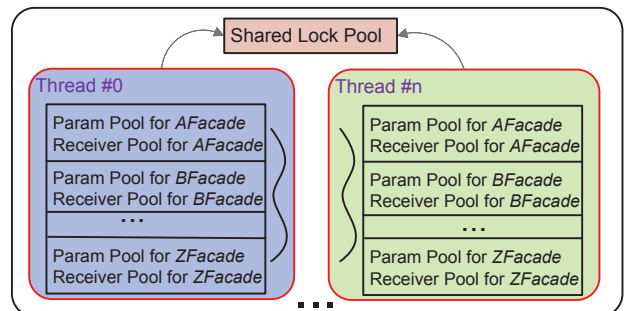 Shared Lock Pool
Thread #0
Param Pool for AFacade
Receiver Pool for AFacade
Param Pool for BFacade
Receiver Pool for BFacade
...
Param Pool for ZFacade
Receiver Pool for ZFacade
Thread #n
Param Pool for AFacade
Receiver Pool for AFacade
Param Pool for BFacade
Receiver Pool for BFacade
...
Param Pool for ZFacade
Receiver Pool for ZFacade
...